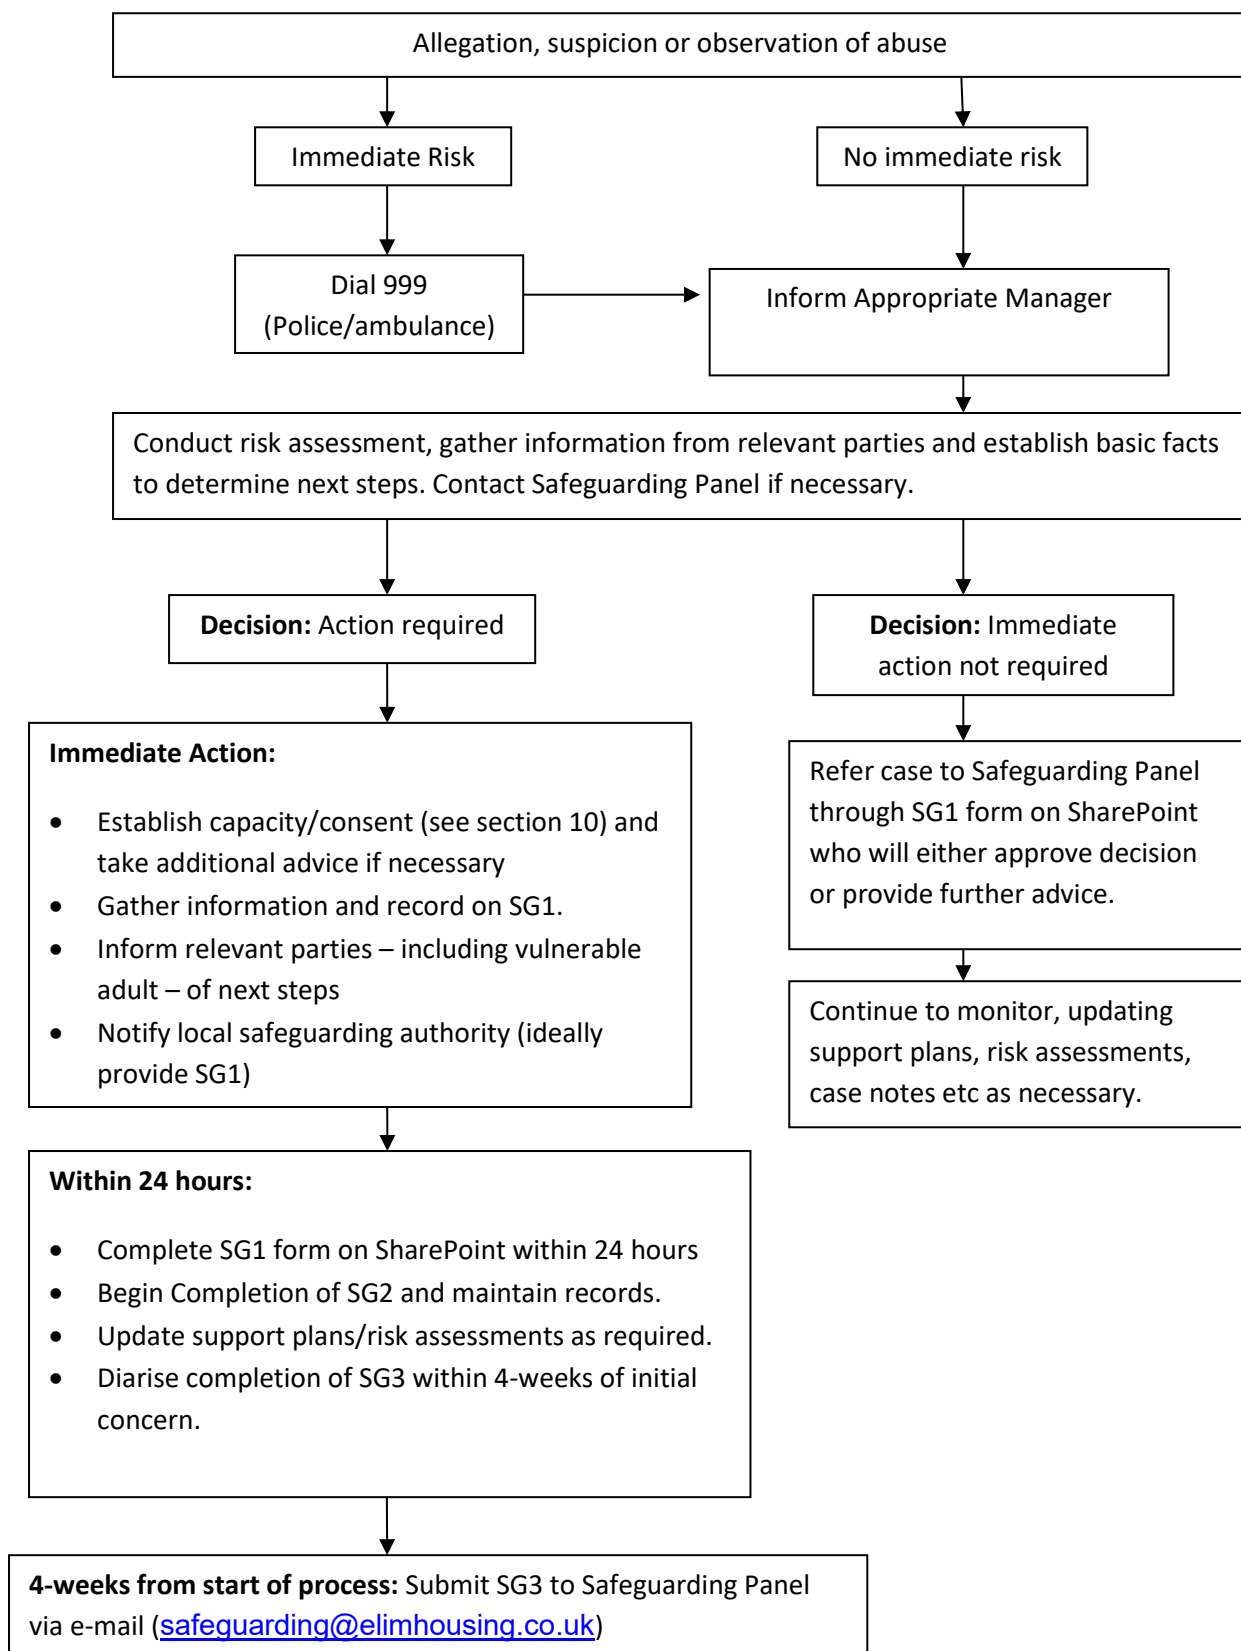 Allegation, suspicion or observation of abuse
Immediate Risk
No immediate risk
Dial 999
(Police/ambulance)
Inform Appropriate Manager
Conduct risk assessment, gather information from relevant parties and establish basic facts
to determine next steps. Contact Safeguarding Panel if necessary.
Decision: Action required
Decision: Immediate
action not required
Immediate Action:
• Establish capacity/consent (see section 10) and
take additional advice if necessary
• Gather information and record on SG1.
• Inform relevant parties – including vulnerable
adult – of next steps
• Notify local safeguarding authority (ideally
provide SG1)
Refer case to Safeguarding Panel
through SG1 form on SharePoint
who will either approve decision
or provide further advice.
Continue to monitor, updating
support plans, risk assessments,
case notes etc as necessary.
Within 24 hours:
• Complete SG1 form on SharePoint within 24 hours
• Begin Completion of SG2 and maintain records.
• Update support plans/risk assessments as required.
• Diarise completion of SG3 within 4-weeks of initial
concern.
4-weeks from start of process: Submit SG3 to Safeguarding Panel
via e-mail (safeguarding@elimhousing.co.uk)